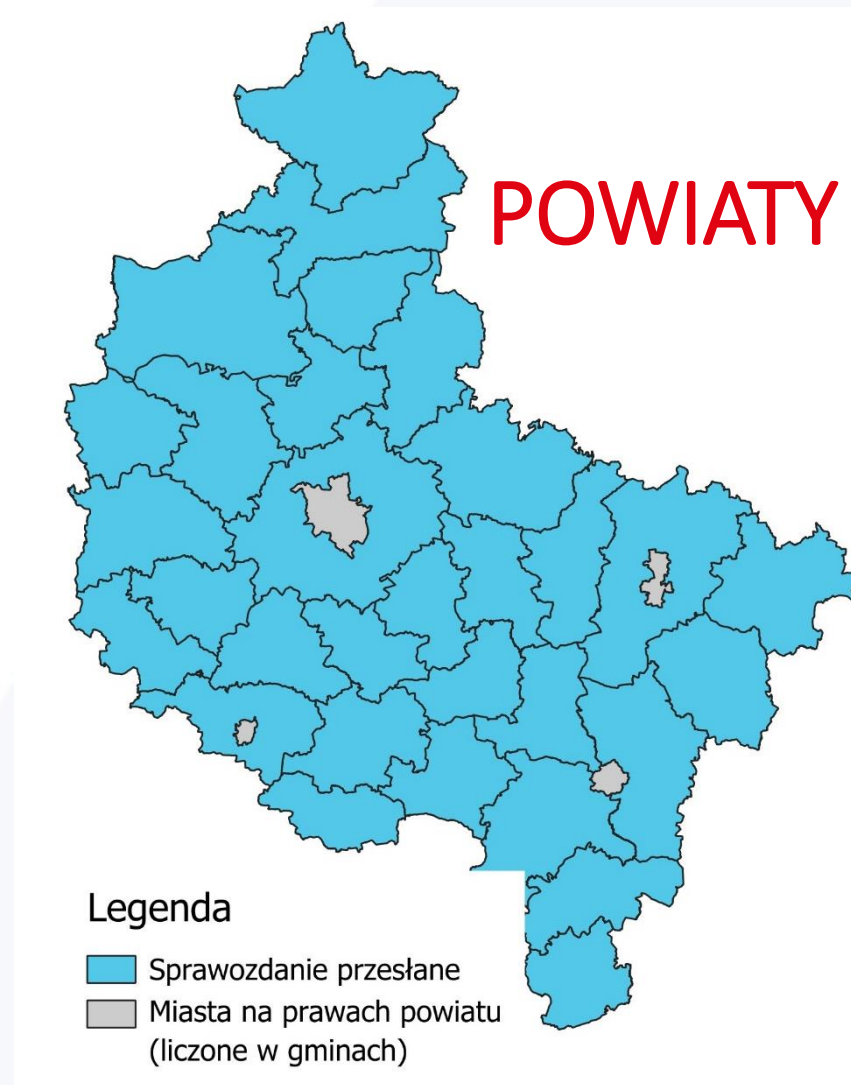 POWIATY
Legenda
Sprawozdanie przesłane
Miasta na prawach powiatu
(liczone w gminach)